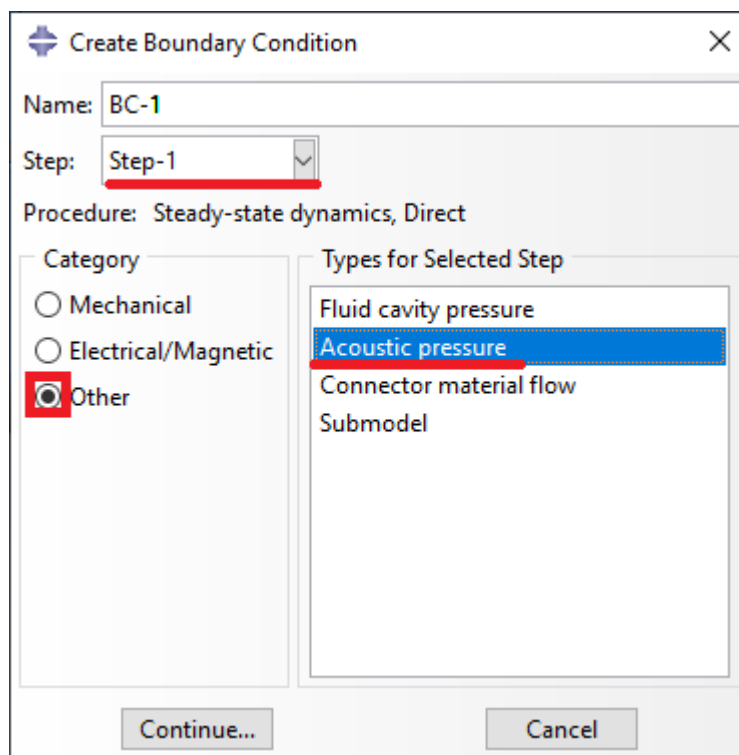 Create Boundary Condition
Name: BC-1
Step: Step-1
Procedure: Steady-state dynamics, Direct
Category
Types for Selected Step
Mechanical
Electrical/Magnetic
Other
Fluid cavity pressure
Acoustic pressure
Connector material flow
Submodel
Continue...
Cancel